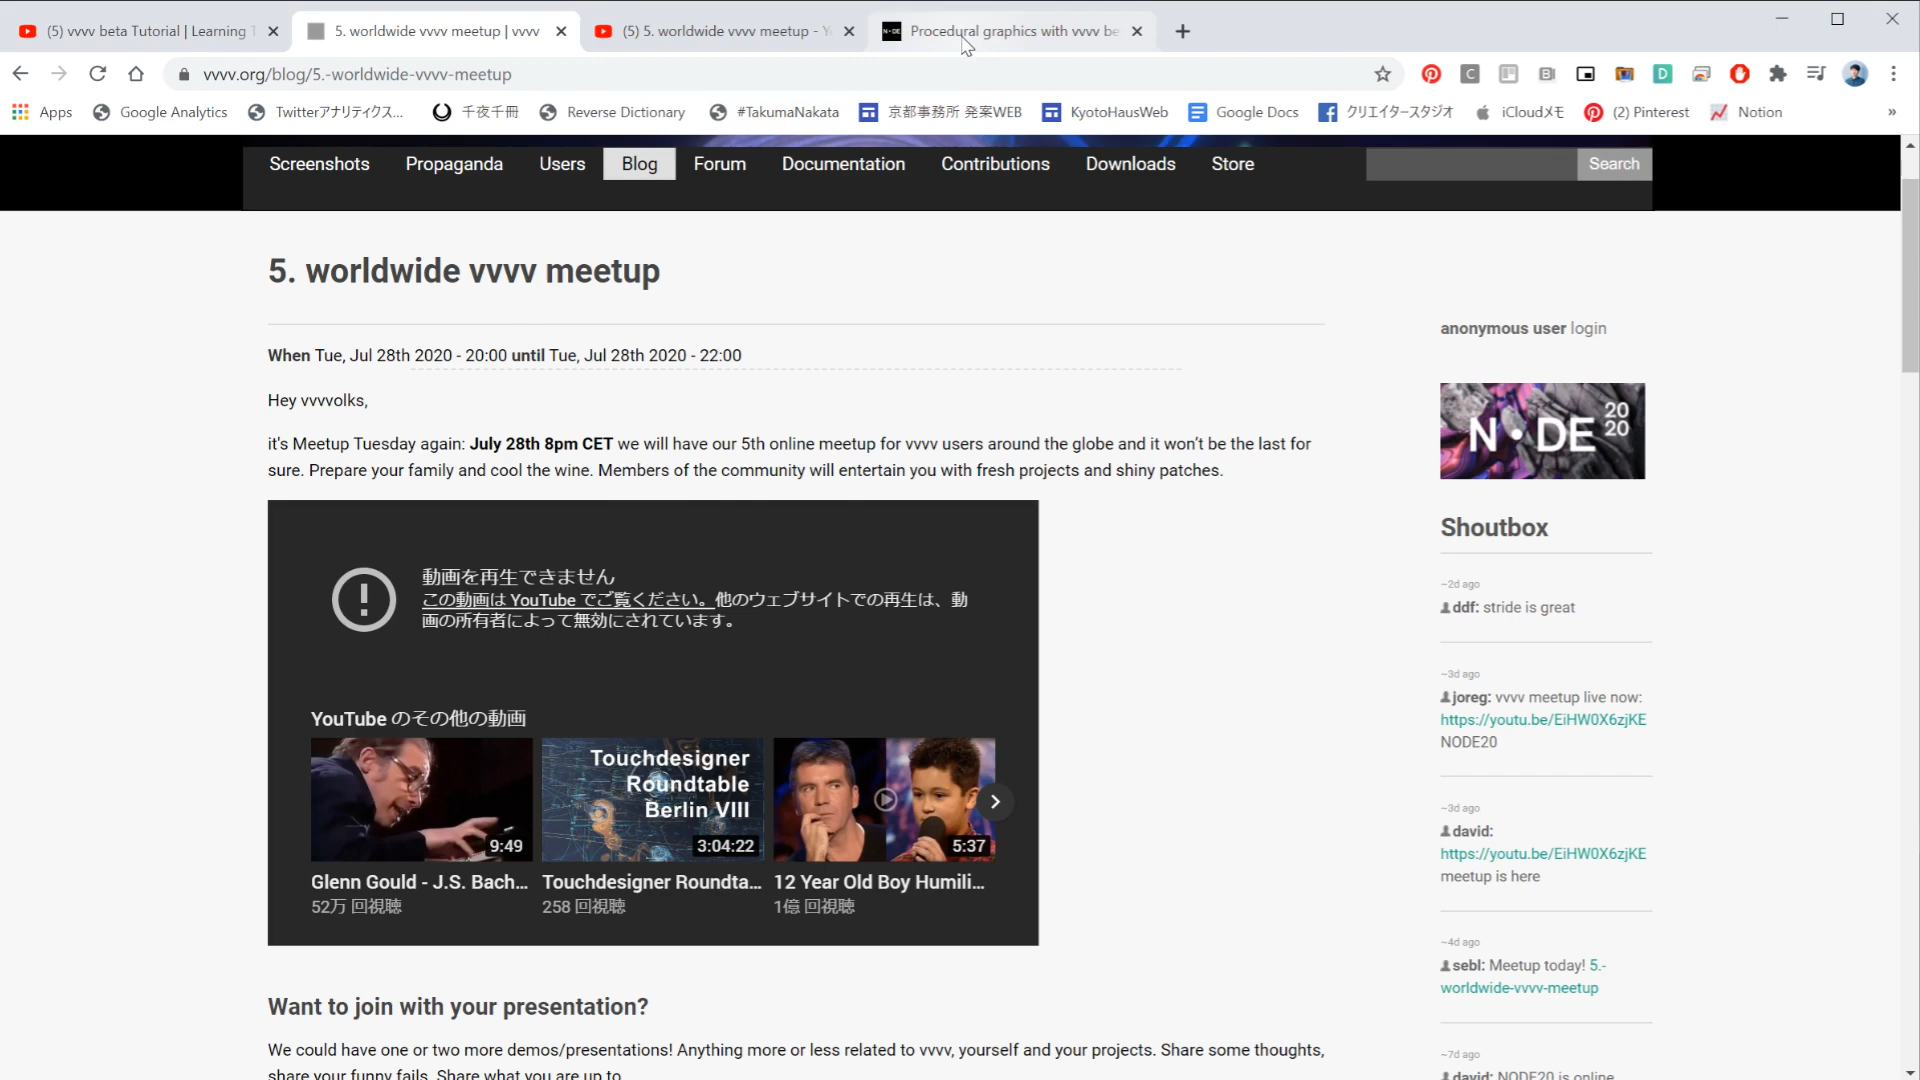 (5) vvvv beta Tutorial | Learning
5. worldwide vvvv meetup | vvvv
(5) 5. worldwide vvvv meetup -
Procedural graphics with vvvv be
vvvv.org/blog/5.-worldwide-vvvv-meetup
Apps
Google Analytics
Twitterアナリティクス...
千夜千冊
Reverse Dictionary
#TakumaNakata
京都事務所 発案WEB
KyotoHausWeb
Google Docs
クリエイタースタジオ
iCloudメモ
(2) Pinterest
Notion
»
Screenshots
Propaganda
Users
Blog
Forum
Documentation
Contributions
Downloads
Store
Search
5. worldwide vvvv meetup
When Tue, Jul 28th 2020 - 20:00 until Tue, Jul 28th 2020 - 22:00
Hey vvvvolks,
it's Meetup Tuesday again: July 28th 8pm CET we will have our 5th online meetup for vvvv users around the globe and it won’t be the last for
sure. Prepare your family and cool the wine. Members of the community will entertain you with fresh projects and shiny patches.
動画を再生できません
この動画は YouTube でご覧ください。他のウェブサイトでの再生は、動
画の所有者によって無効にされています。
YouTube のその他の動画
9:49
Touchdesigner
Roundtable
Berlin VIII
3:04:22
5:37
Glenn Gould - J.S. Bach...
Touchdesigner Roundta...
12 Year Old Boy Humili...
52万 回視聴
258 回視聴
1億 回視聴
Want to join with your presentation?
We could have one or two more demos/presentations! Anything more or less related to vvvv, yourself and your projects. Share some thoughts,
share your funny fails. Share what you are up to
anonymous user login
N•DE
20
20
Shoutbox
~2d ago
ddf: stride is great
~3d ago
joreg: vvvv meetup live now:
https://youtu.be/EiHW0X6zjKE
NODE20
~3d ago
david:
https://youtu.be/EiHW0X6zjKE
meetup is here
~4d ago
sebl: Meetup today! 5.-
worldwide-vvvv-meetup
~7d ago
david: NODE20 is online